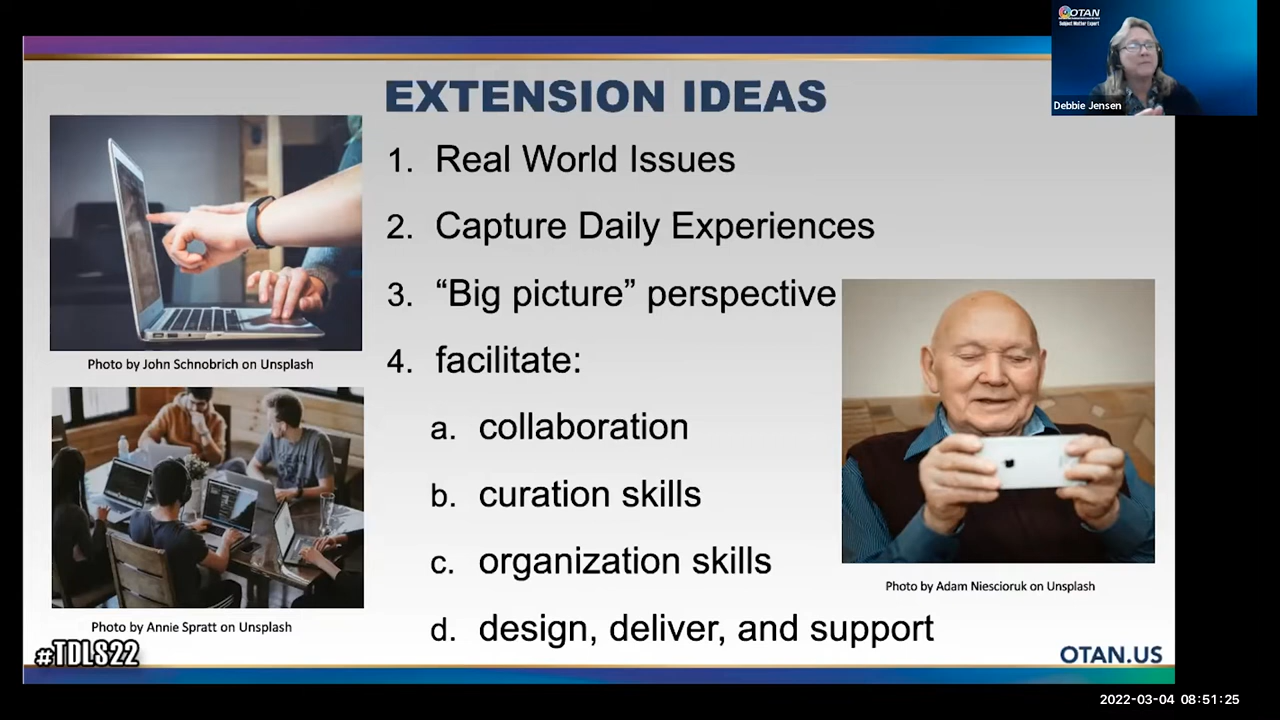 OTAN
Subject Matter Expert
Debbie Jensen
EXTENSION IDEAS
1. Real World Issues
2. Capture Daily Experiences
3. “Big picture” perspective
4. facilitate:
a. collaboration
b. curation skills
c. organization skills
d. design, deliver, and support
Photo by John Schnobrich on Unsplash
Photo by Annie Spratt on Unsplash
Photo by Adam Niescioruk on Unsplash
#TDLS22
OTAN.US
2022-03-04 08:51:25